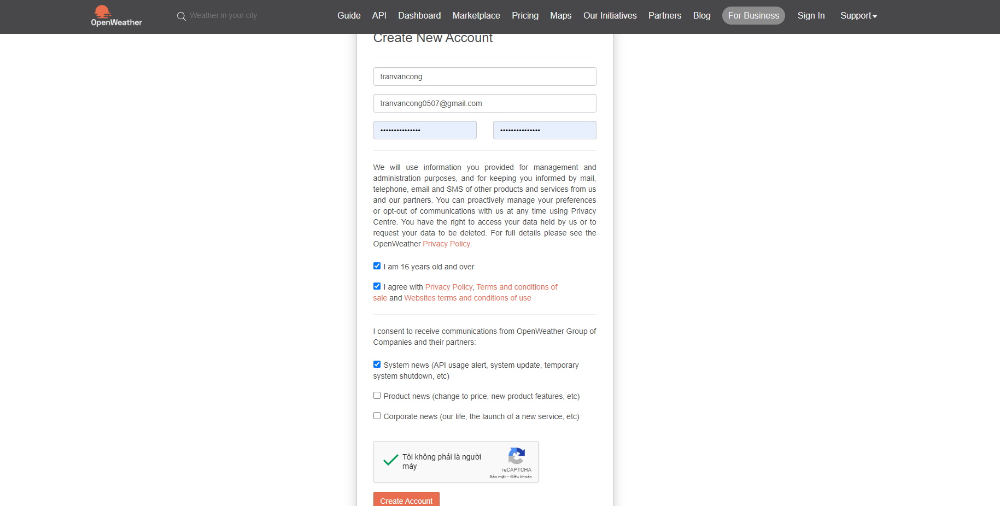 OpenWeather
Weather in your city
Guide API Dashboard Marketplace Pricing Maps Our Initiatives Partners Blog For Business Sign In Support
Create New Account
tranvancong
tranvancong0507@gmail.com
••••••••••••••• •••••••••••••••
We will use information you provided for management and
administration purposes, and for keeping you informed by mail,
telephone, email and SMS of other products and services from us
and our partners. You can proactively manage your preferences
or opt-out of communications with us at any time using Privacy
Centre. You have the right to access your data held by us or to
request your data to be deleted. For full details please see the
OpenWeather Privacy Policy.
I am 16 years old and over
I agree with Privacy Policy, Terms and conditions of
sale and Websites terms and conditions of use
I consent to receive communications from OpenWeather Group of
Companies and their partners:
System news (API usage alert, system update, temporary
system shutdown, etc)
Product news (change to price, new product features, etc)
Corporate news (our life, the launch of a new service, etc)
Tôi không phải là người
máy
reCAPTCHA
Bảo mật - Điều khoản
Create Account